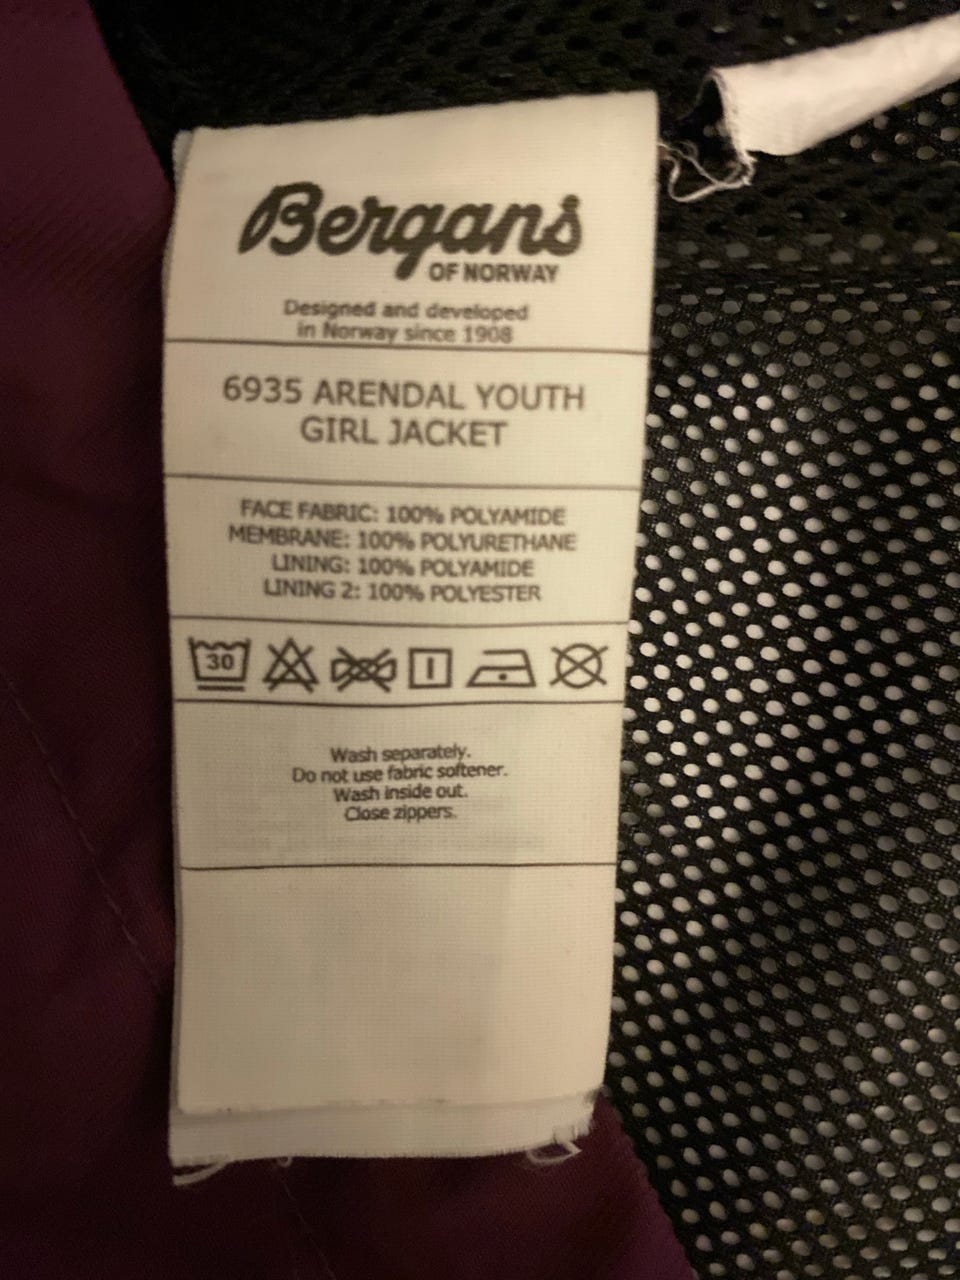 Bergans
OF NORWAY
Designed and developed
in Norway since 1908
6935 ARENDAL YOUTH
GIRL JACKET
FACE FABRIC: 100% POLYAMIDE
MEMBRANE: 100% POLYURETHANE
LINING: 100% POLYAMIDE
LINING 2: 100% POLYESTER
30
Wash separately.
Do not use fabric softener.
Wash inside out.
Close zippers.